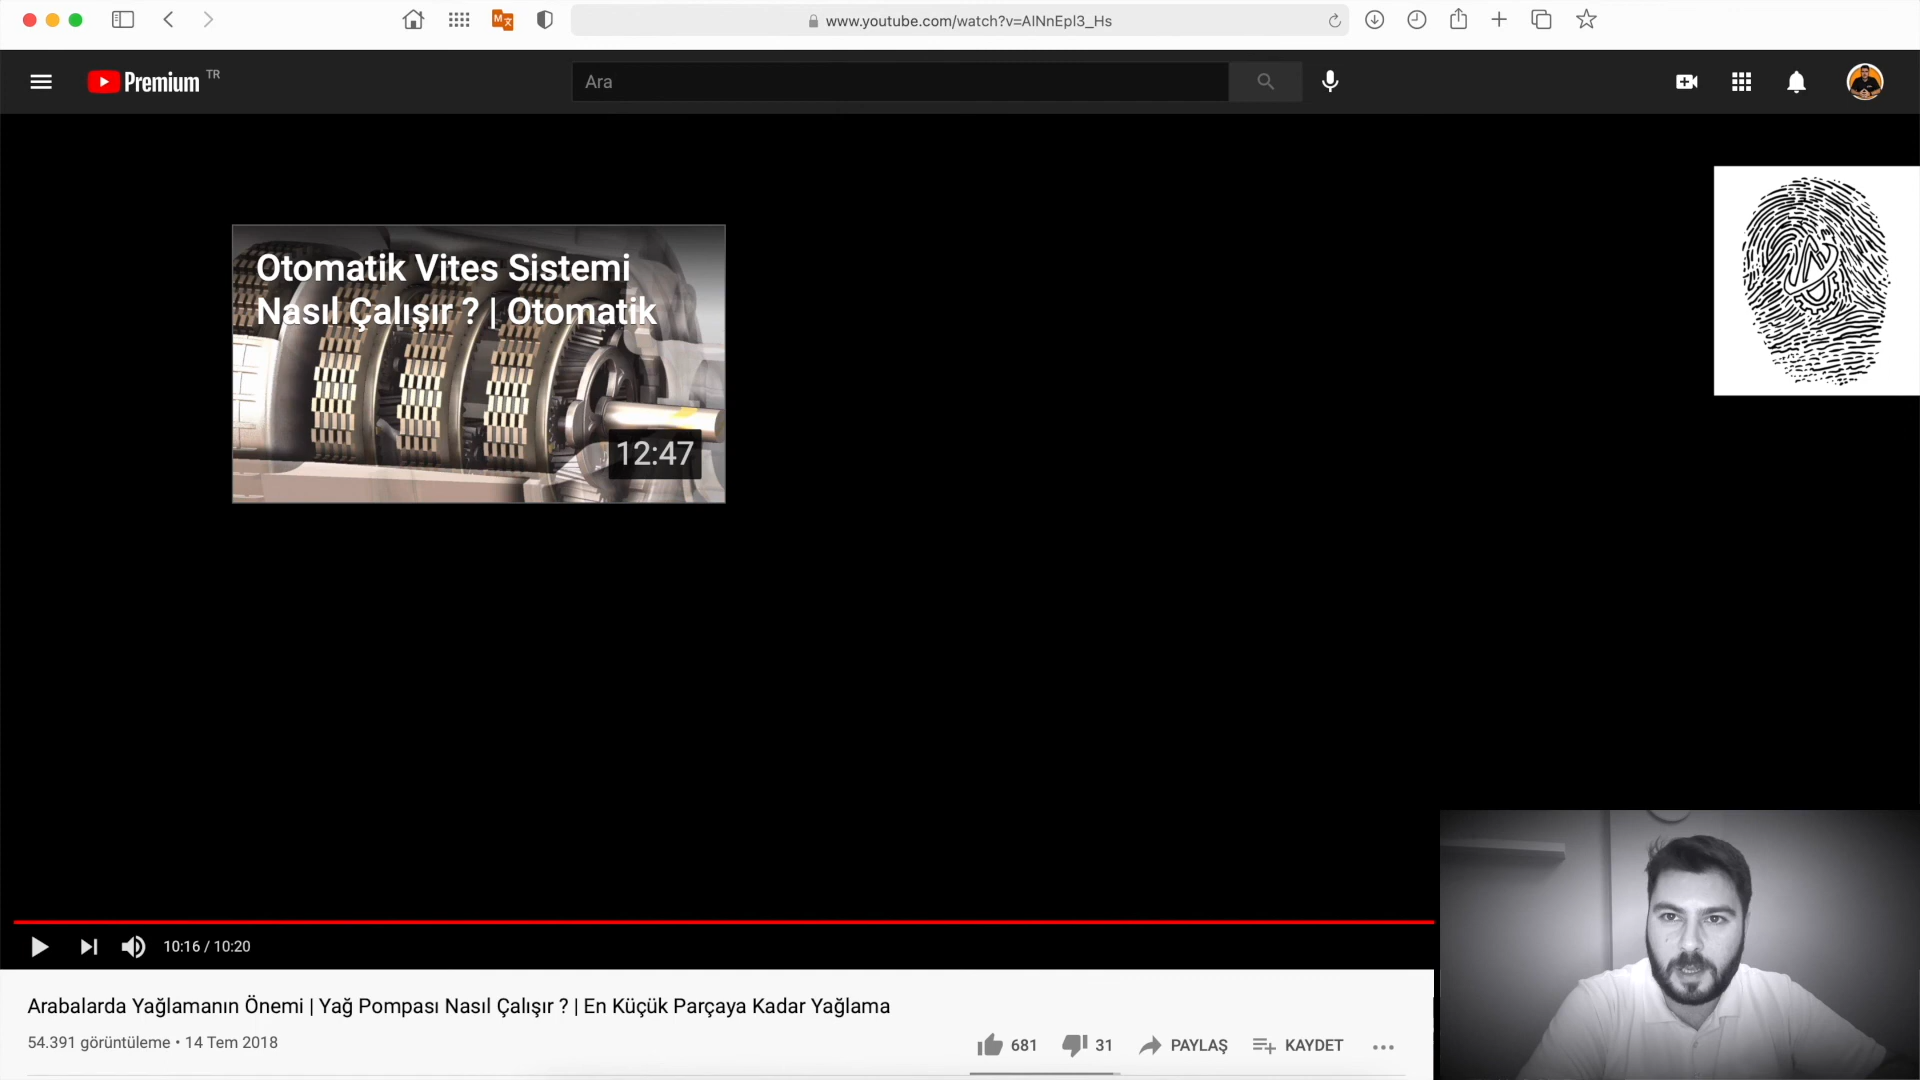 www.youtube.com/watch?v=AlNnEpl3_Hs
Premium TR
Ara
Otomatik Vites Sistemi
Nasıl Çalışır ? | Otomatik
12:47
10:16 / 10:20
Arabalarda Yağlamanın Önemi | Yağ Pompası Nasıl Çalışır ? | En Küçük Parçaya Kadar Yağlama
54.391 görüntüleme • 14 Tem 2018
681
31
PAYLAŞ
KAYDET